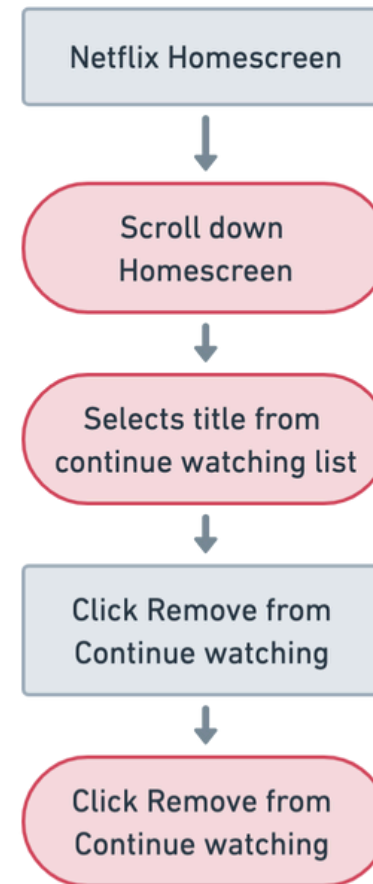 Netflix Homescreen
Scroll down
Homescreen
Selects title from
continue watching list
Click Remove from
Continue watching
Click Remove from
Continue watching